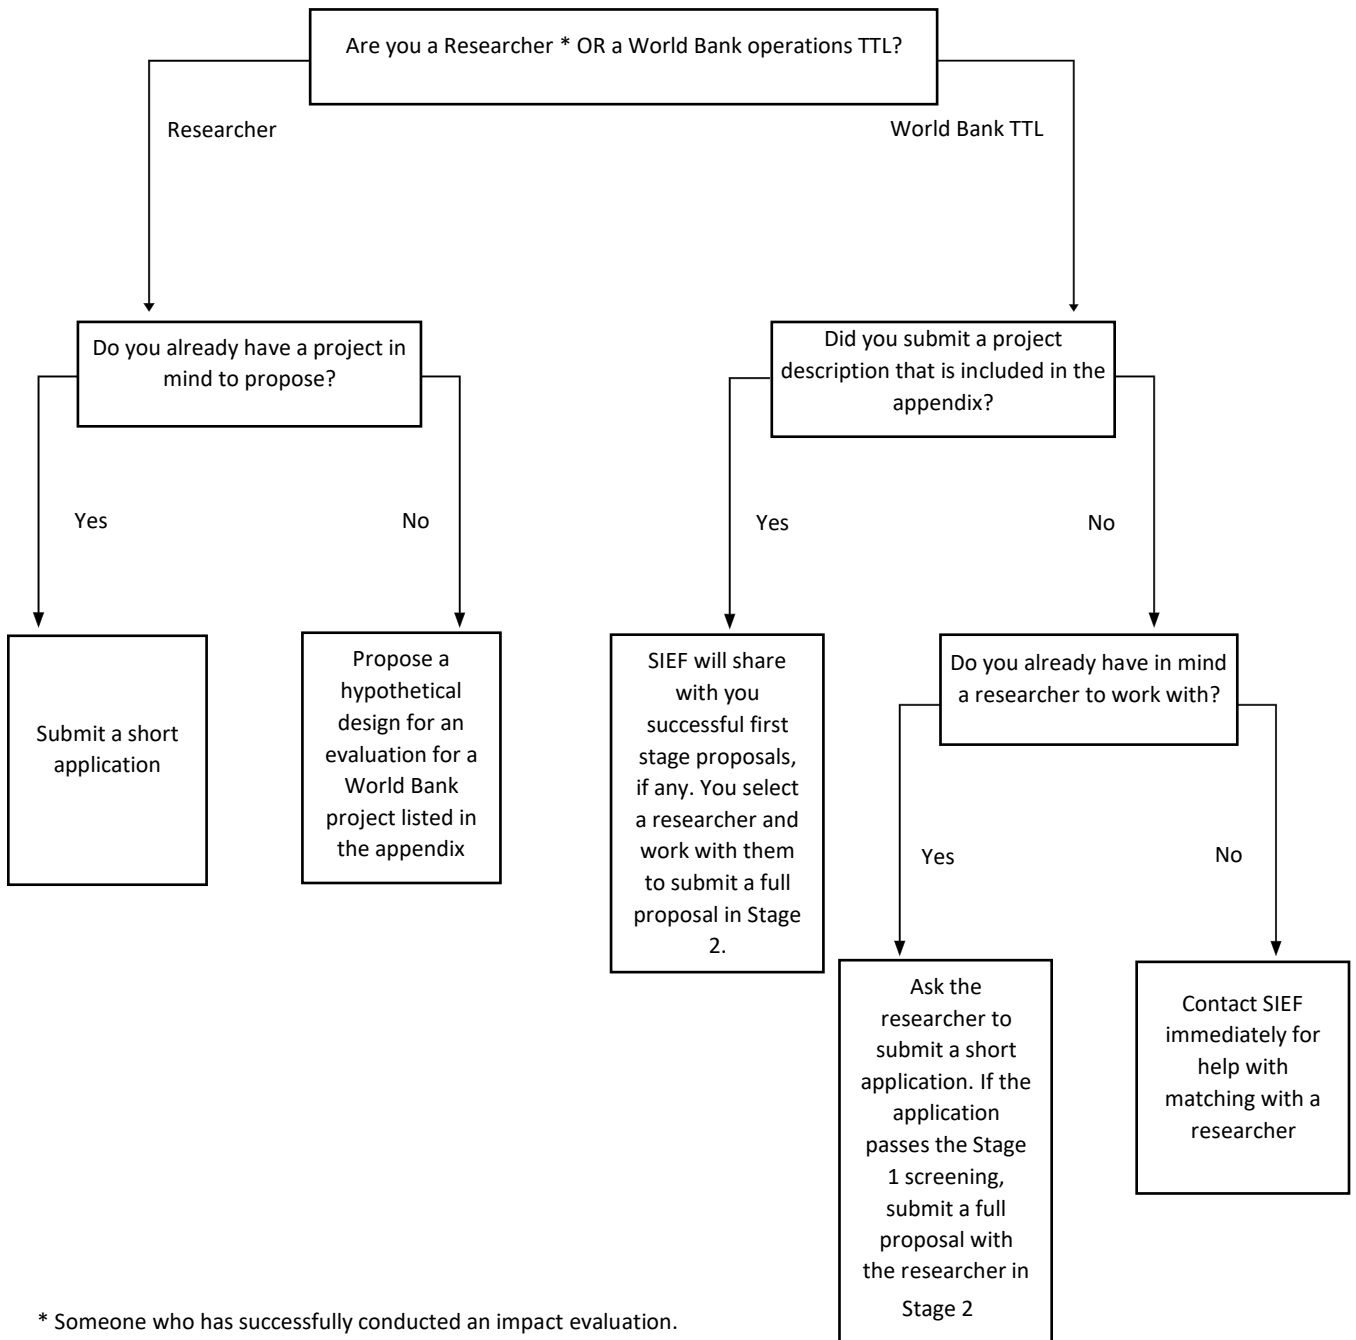 Are you a Researcher * OR a World Bank operations TTL?
Researcher
World Bank TTL
Do you already have a project in
mind to propose?
Did you submit a project
description that is included in the
appendix?
Yes
No
Yes
No
Submit a short
application
Propose a
hypothetical
design for an
evaluation for a
World Bank
project listed in
the appendix
SIEF will share
with you
successful first
stage proposals,
if any. You select
a researcher and
work with them
to submit a full
proposal in Stage
2.
Do you already have in mind
a researcher to work with?
Yes
No
Ask the
researcher to
submit a short
application. If the
application
passes the Stage
1 screening,
submit a full
proposal with
the researcher in
Stage 2
Contact SIEF
immediately for
help with
matching with a
researcher
* Someone who has successfully conducted an impact evaluation.